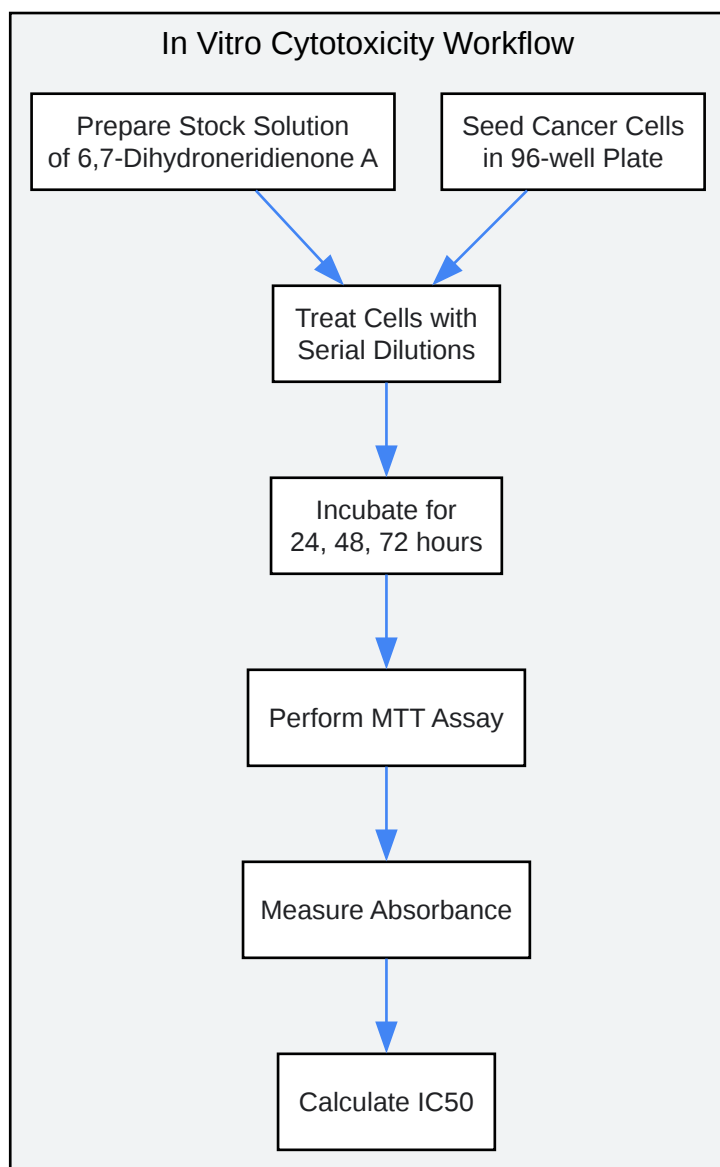 In Vitro Cytotoxicity Workflow
Prepare Stock Solution
of 6,7-Dihydroneridienone A
Seed Cancer Cells
in 96-well Plate
Treat Cells with
Serial Dilutions
Incubate for
24, 48, 72 hours
Perform MTT Assay
Measure Absorbance
Calculate IC50